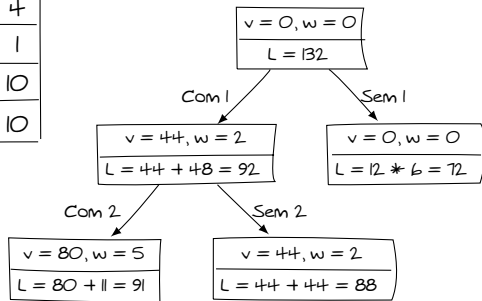 4
1
10
10
v = 0, w = 0
L = 132
Com 1
Sem 1
v = 44, w = 2
L = 44 + 48 = 92
v = 0, w = 0
L = 12 * 6 = 72
Com 2
Sem 2
v = 80, w = 5
L = 80 + 11 = 91
v = 44, w = 2
L = 44 + 44 = 88